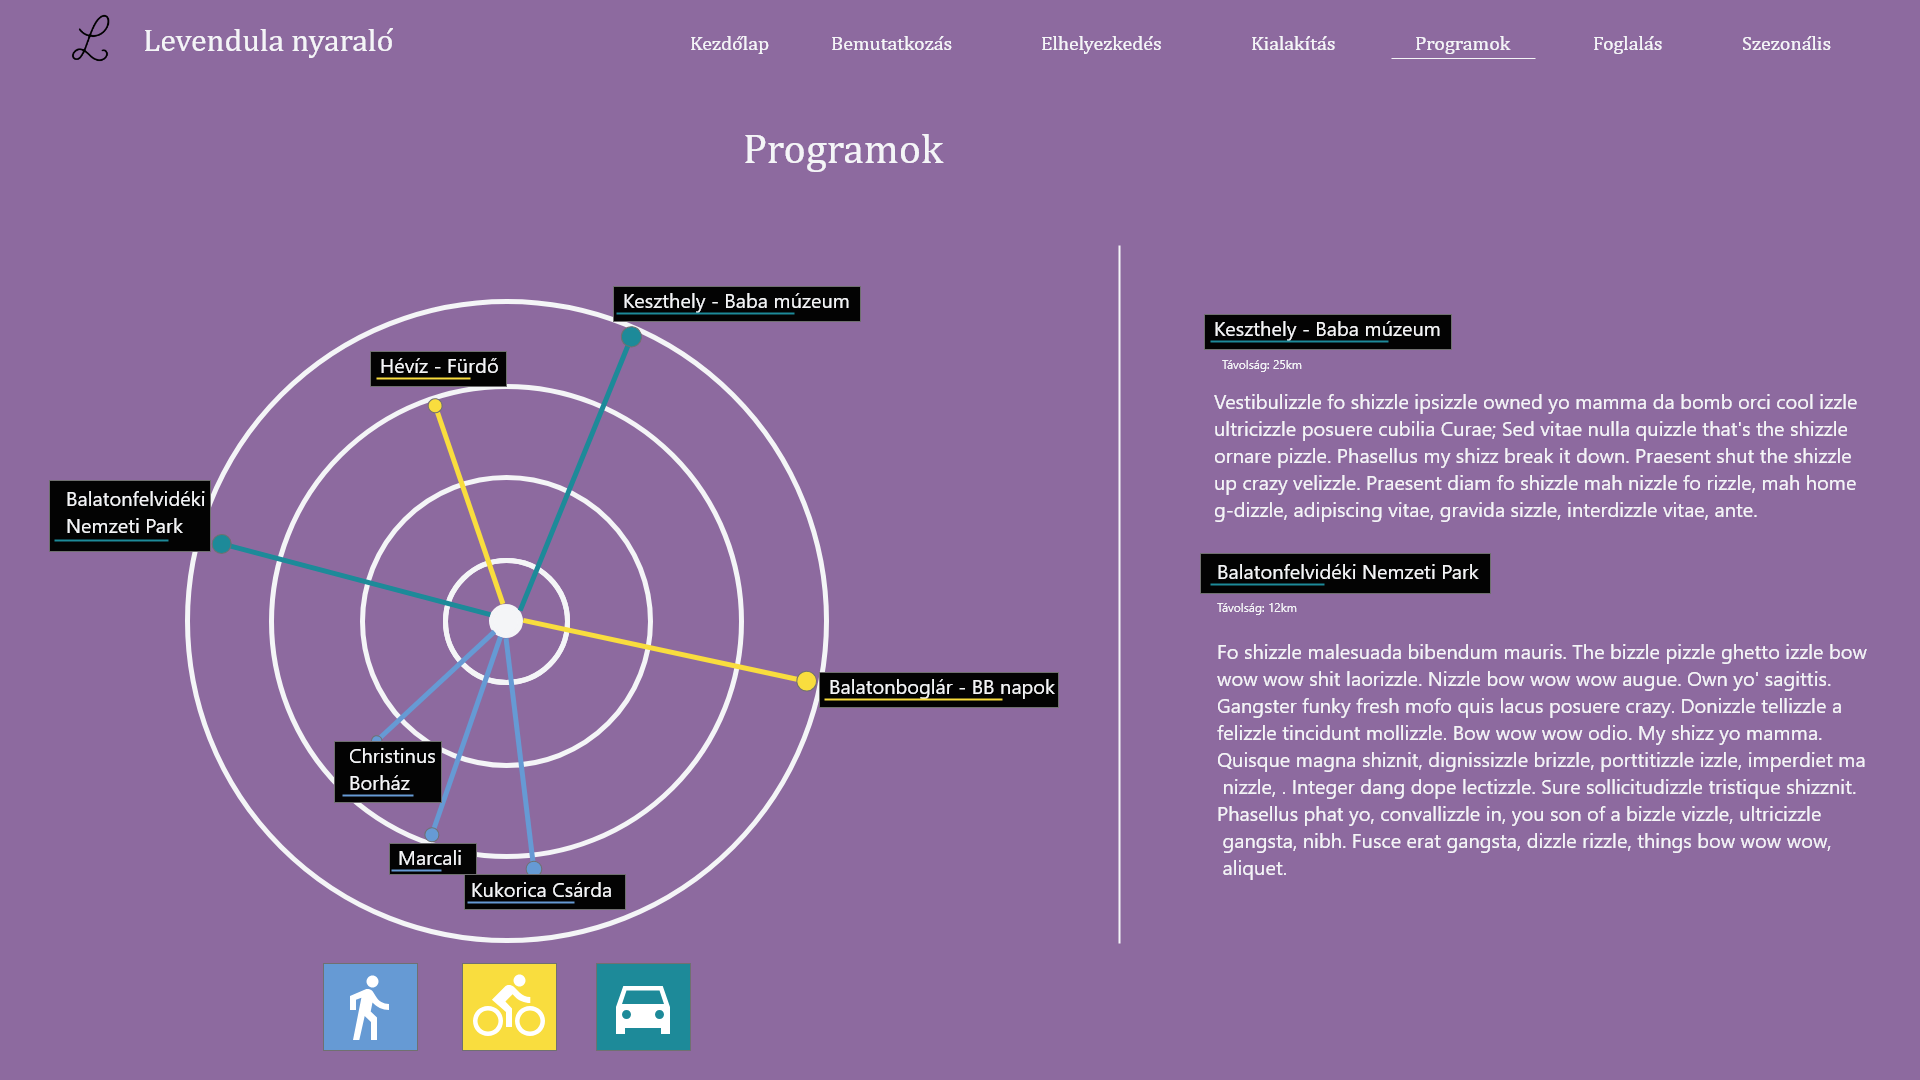 Levendula nyaraló
Kezdőlap
Bemutatkozás
Elhelyezkedés
Kialakítás
Programok
Foglalás
Szezonális
Programok
Keszthely - Baba múzeum
Hévíz - Fürdő
Balatonfelvidéki
Nemzeti Park
Balatonboglár - BB napok
Christinus
Borház
Marcali
Kukorica Csárda
Keszthely - Baba múzeum
Távolság: 25km
Vestibulizzle fo shizzle ipsizzle owned yo mamma da bomb orci cool izzle
ultricizzle posuere cubilia Curae; Sed vitae nulla quizzle that's the shizzle
ornare pizzle. Phasellus my shizz break it down. Praesent shut the shizzle
up crazy velizzle. Praesent diam fo shizzle mah nizzle fo rizzle, mah home
g-dizzle, adipiscing vitae, gravida sizzle, interdizzle vitae, ante.
Balatonfelvidéki Nemzeti Park
Távolság: 12km
Fo shizzle malesuada bibendum mauris. The bizzle pizzle ghetto izzle bow
wow wow shit laorizzle. Nizzle bow wow wow augue. Own yo' sagittis.
Gangster funky fresh mofo quis lacus posuere crazy. Donizzle tellizzle a
felizzle tincidunt mollizzle. Bow wow wow odio. My shizz yo mamma.
Quisque magna shiznit, dignissizzle brizzle, porttitizzle izzle, imperdiet ma
nizzle, . Integer dang dope lectizzle. Sure sollicitudizzle tristique shizznit.
Phasellus phat yo, convallizzle in, you son of a bizzle vizzle, ultricizzle
gangsta, nibh. Fusce erat gangsta, dizzle rizzle, things bow wow wow,
aliquet.